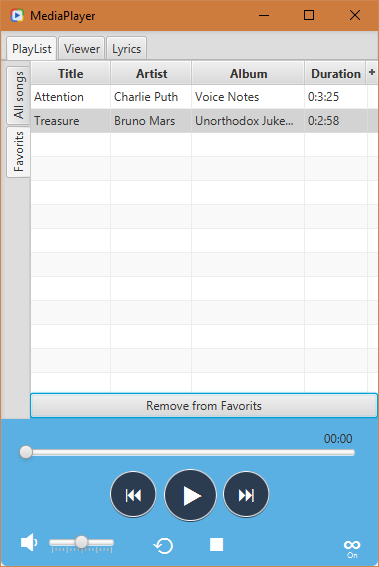 MediaPlayer
PlayList Viewer Lyrics
All songs
Favorits
Title Artist Album Duration +
Attention Charlie Puth Voice Notes 0:3:25
Treasure Bruno Mars Unorthodox Juke... 0:2:58
Remove from Favorits
00:00
On